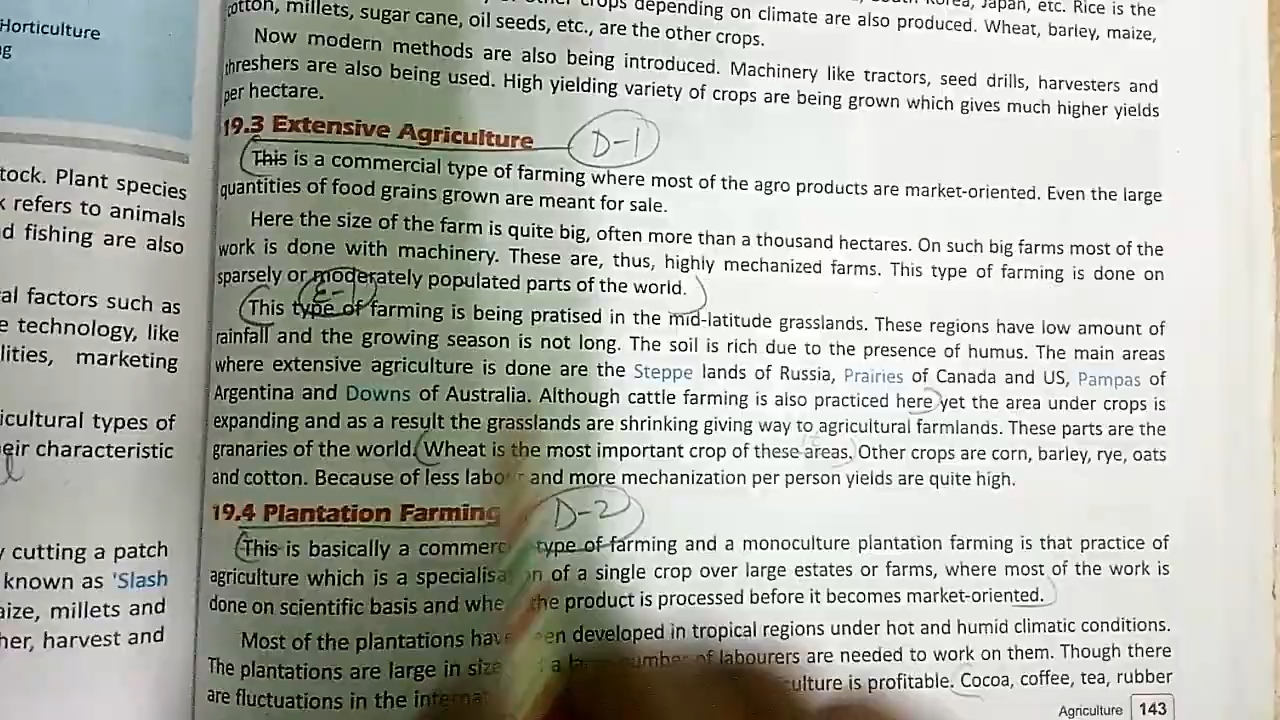 Horticulture
tock. Plant species
refers to animals
d fishing are also
al factors such as
e technology, like
lities, marketing
icultural types of
eir characteristic
cutting a patch
known as 'Slash
aize, millets and
her, harvest and
crops depending on climate are also produced. Wheat, barley, maize,
Japan, etc. Rice is the
cotton, millets, sugar cane, oil seeds, etc., are the other crops.
Now modern methods are also being introduced. Machinery like tractors, seed drills, harvesters and
threshers are also being used. High yielding variety of crops are being grown which gives much higher yields
per hectare.
19.3 Extensive Agriculture D-1
This is a commercial type of farming where most of the agro products are market-oriented. Even the large
quantities of food grains grown are meant for sale.
Here the size of the farm is quite big, often more than a thousand hectares. On such big farms most of the
work is done with machinery. These are, thus, highly mechanized farms. This type of farming is done on
sparsely or moderately populated parts of the world.
This type of farming is being pratised in the mid-latitude grasslands. These regions have low amount of
rainfall and the growing season is not long. The soil is rich due to the presence of humus. The main areas
where extensive agriculture is done are the Steppe lands of Russia, Prairies of Canada and US, Pampas of
Argentina and Downs of Australia. Although cattle farming is also practiced here yet the area under crops is
expanding and as a result the grasslands are shrinking giving way to agricultural farmlands. These parts are the
granaries of the world. Wheat is the most important crop of these areas. Other crops are corn, barley, rye, oats
and cotton. Because of less labo and more mechanization per person yields are quite high.
19.4 Plantation Farming D-2
This is basically a commerc type of farming and a monoculture plantation farming is that practice of
agriculture which is a specialisa n of a single crop over large estates or farms, where most of the work is
done on scientific basis and whe the product is processed before it becomes market-oriented.
Most of the plantations hav een developed in tropical regions under hot and humid climatic conditions.
The plantations are large in size a umber of labourers are needed to work on them. Though there
are fluctuations in the interna culture is profitable. Cocoa, coffee, tea, rubber
Agriculture 143